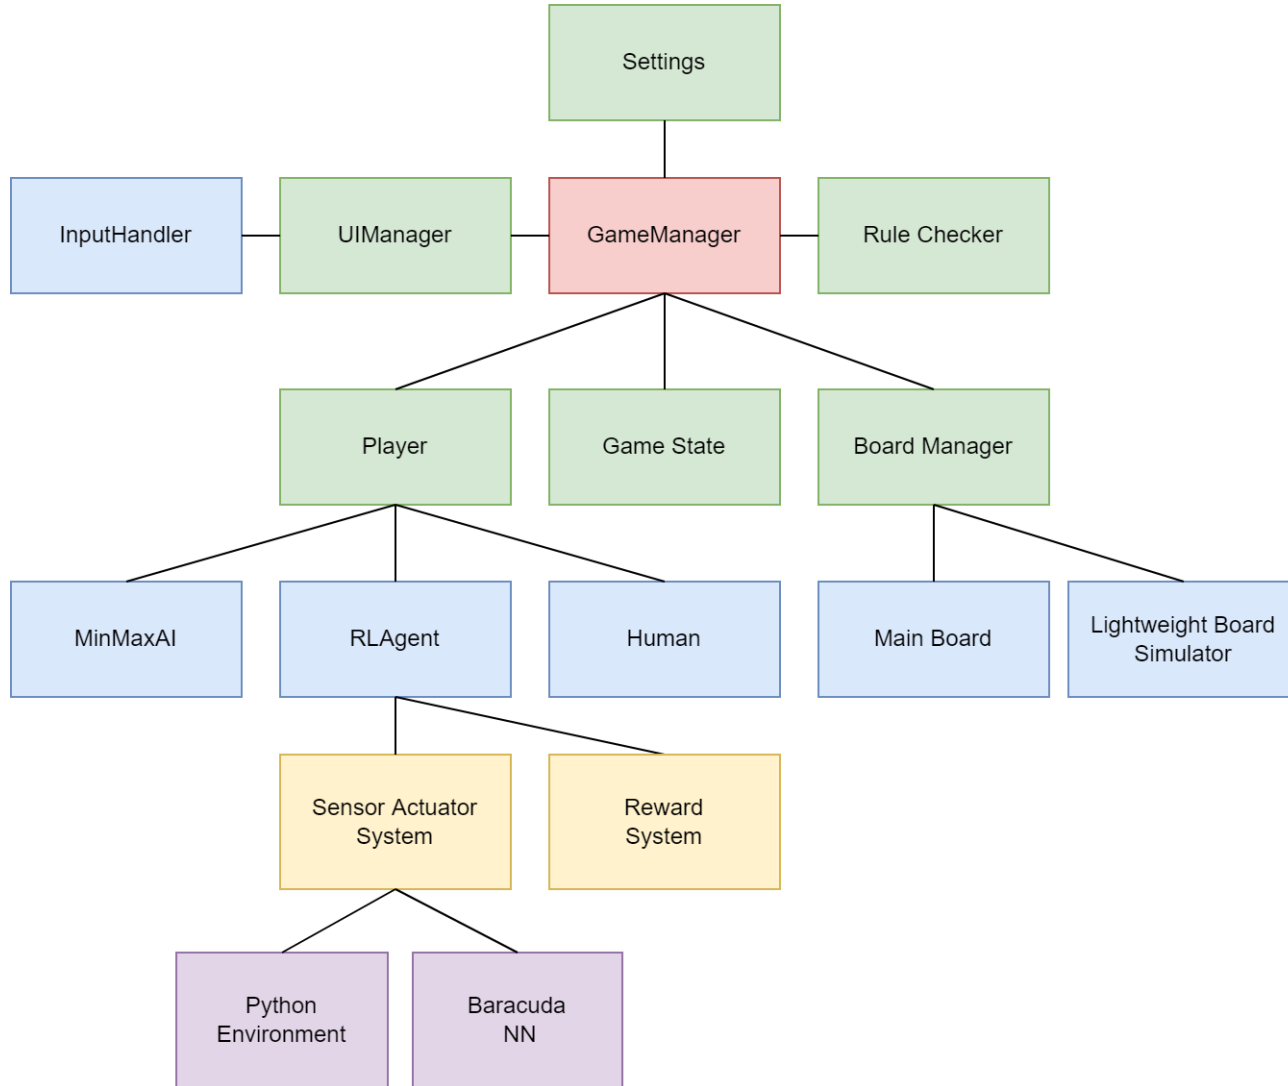 Settings
InputHandler
UIManager
GameManager
Rule Checker
Player
Game State
Board Manager
MinMaxAI
RLAgent
Human
Main Board
Lightweight Board
Simulator
Sensor Actuator
System
Reward
System
Python
Environment
Baracuda
NN